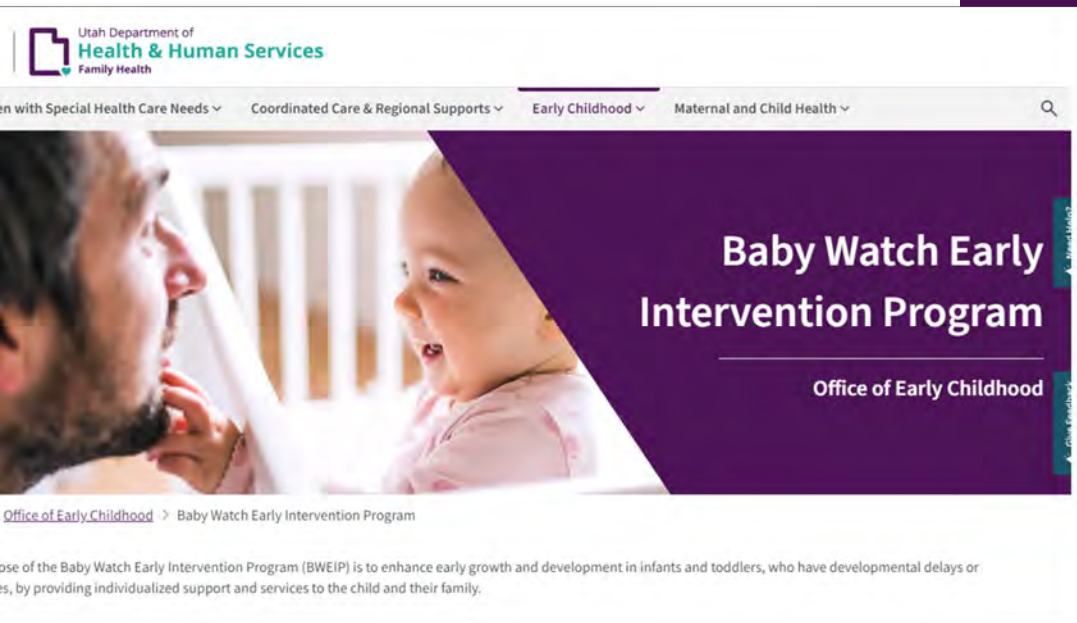 Utah Department of
Health & Human Services
Family Health
en with Special Health Care Needs Coordinated Care & Regional Supports Early Childhood Maternal and Child Health
Baby Watch Early
Intervention Program
Office of Early Childhood
Need Help?
Give Feedback
Office of Early Childhood > Baby Watch Early Intervention Program
ose of the Baby Watch Early Intervention Program (BWEIP) is to enhance early growth and development in infants and toddlers, who have developmental delays or
es, by providing individualized support and services to the child and their family.